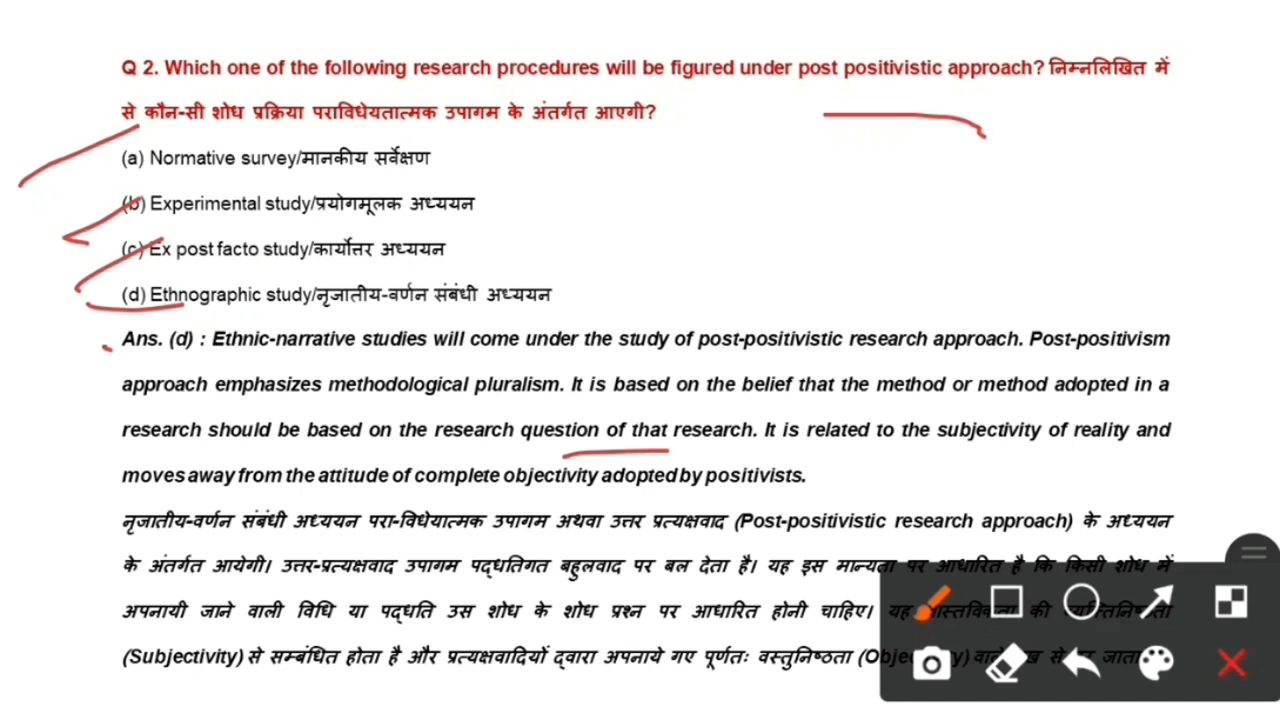 Q 2. Which one of the following research procedures will be figured under post positivistic approach? निम्नलिखित में
से कौन-सी शोध प्रक्रिया पराविधेयतात्मक उपागम के अंतर्गत आएगी?
(a) Normative survey/मानकीय सर्वेक्षण
(b) Experimental study/प्रयोगमूलक अध्ययन
(c) Ex post facto study/कार्योत्तर अध्ययन
(d) Ethnographic study/नृजातीय-वर्णन संबंधी अध्ययन
Ans. (d) : Ethnic-narrative studies will come under the study of post-positivistic research approach. Post-positivism
approach emphasizes methodological pluralism. It is based on the belief that the method or method adopted in a
research should be based on the research question of that research. It is related to the subjectivity of reality and
moves away from the attitude of complete objectivity adopted by positivists.
नृजातीय-वर्णन संबंधी अध्ययन परा-विधेयात्मक उपागम अथवा उत्तर प्रत्यक्षवाद (Post-positivistic research approach) के अध्ययन
के अंतर्गत आयेगी। उत्तर-प्रत्यक्षवाद उपागम पद्धतिगत बहुलवाद पर बल देता है। यह इस मान्यता पर आधारित है कि किसी शोध में
अपनायी जाने वाली विधि या पद्धति उस शोध के शोध प्रश्न पर आधारित होनी चाहिए। यह की
(Subjectivity) से सम्बंधित होता है और प्रत्यक्षवादियों द्वारा अपनाये गए पूर्णतः वस्तुनिष्ठता